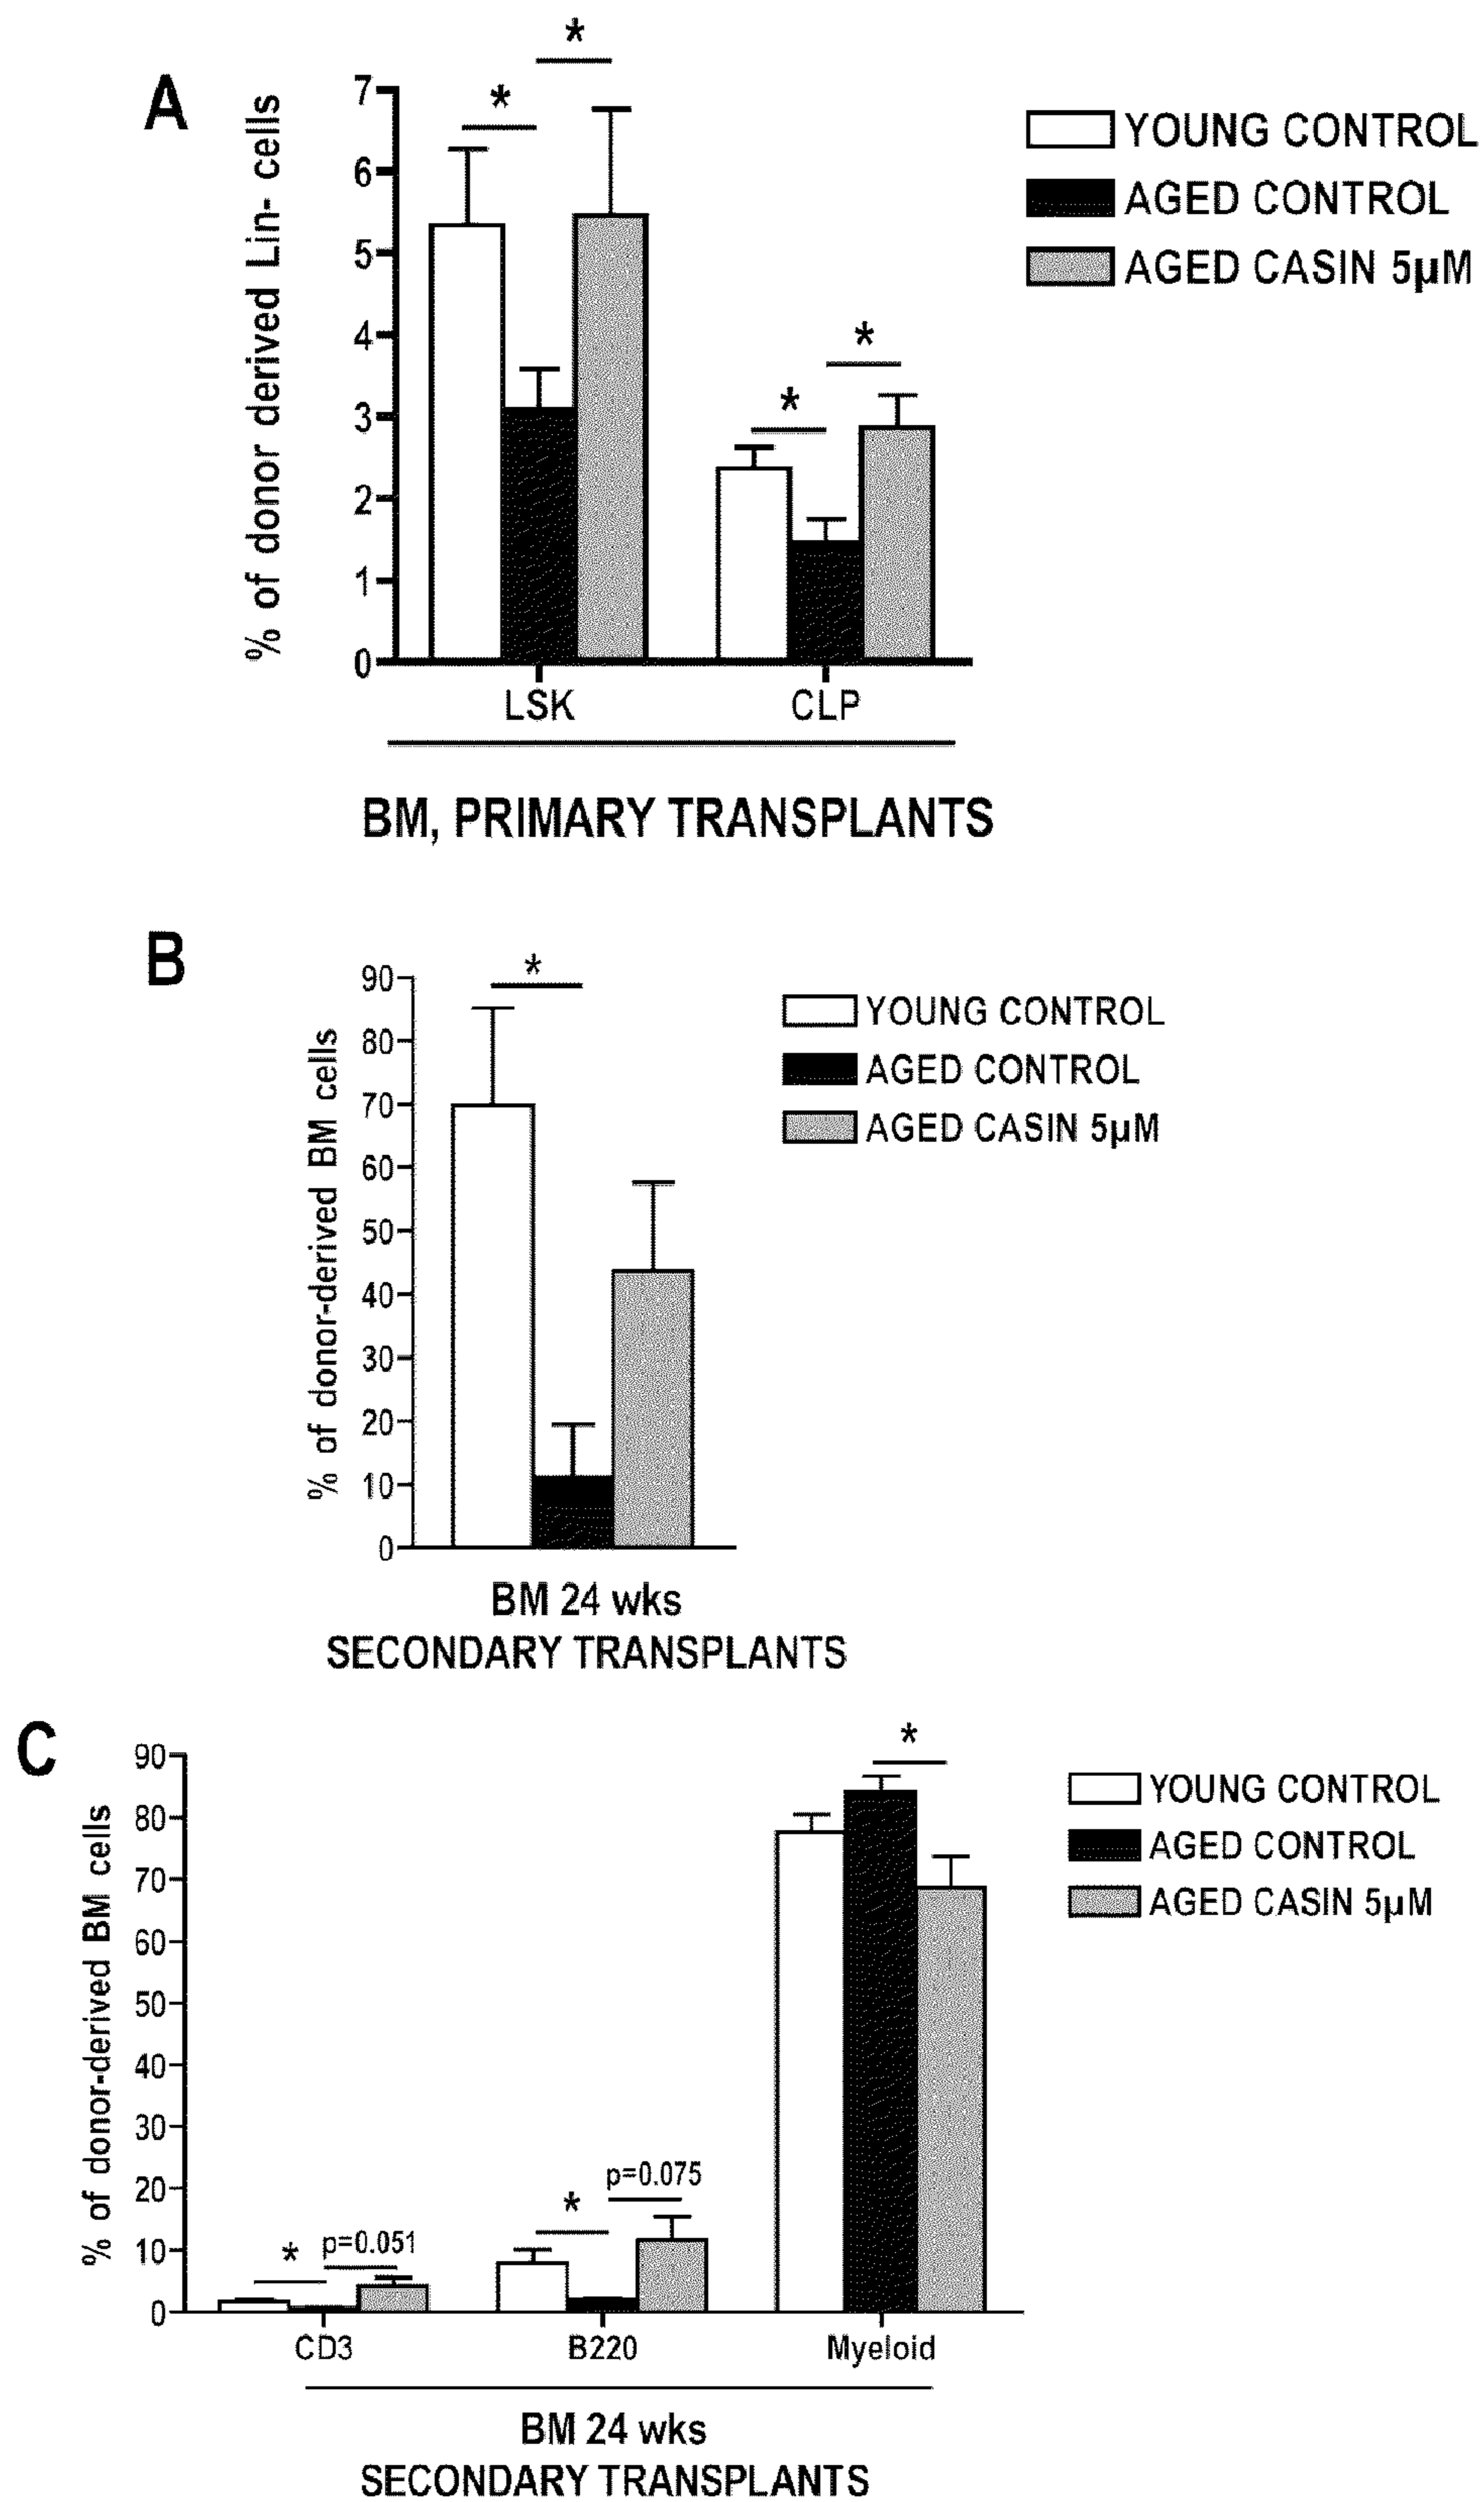 A
*
*
% of donor derived Lin- cells
7
6
5
4
3
2
1
0
*
*
YOUNG CONTROL
AGED CONTROL
AGED CASIN 5µM
LSK
CLP
BM, PRIMARY TRANSPLANTS
B
% of donor-derived BM cells
90
80
70
60
50
40
30
20
10
0
*
YOUNG CONTROL
AGED CONTROL
AGED CASIN 5µM
BM 24 wks
SECONDARY TRANSPLANTS
C
% of donor-derived BM cells
90
80
70
60
50
40
30
20
10
0
*
p=0.051
*
p=0.075
*
YOUNG CONTROL
AGED CONTROL
AGED CASIN 5µM
CD3
B220
Myeloid
BM 24 wks
SECONDARY TRANSPLANTS